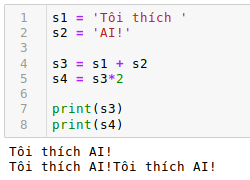 1 s1 = 'Tôi thích '
2 s2 = 'AI!'
3
4 s3 = s1 + s2
5 s4 = s3*2
6
7 print(s3)
8 print(s4)
Tôi thích AI!
Tôi thích AI!Tôi thích AI!